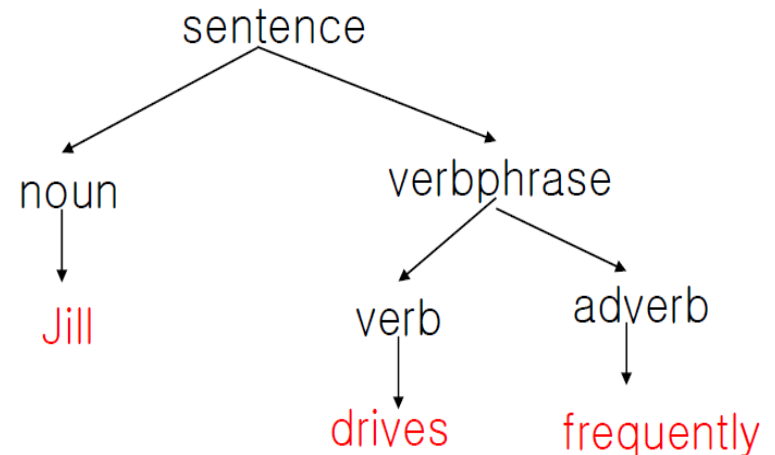 sentence
noun
verbphrase
Jill
verb
adverb
drives
frequently